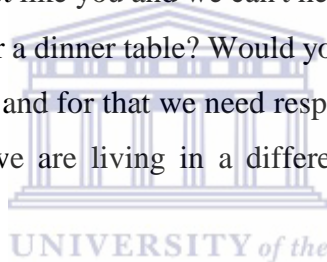 like you and we can't
r a dinner table? Would yo
and for that we need resp
we are living in a differe
UNIVERSITY of the